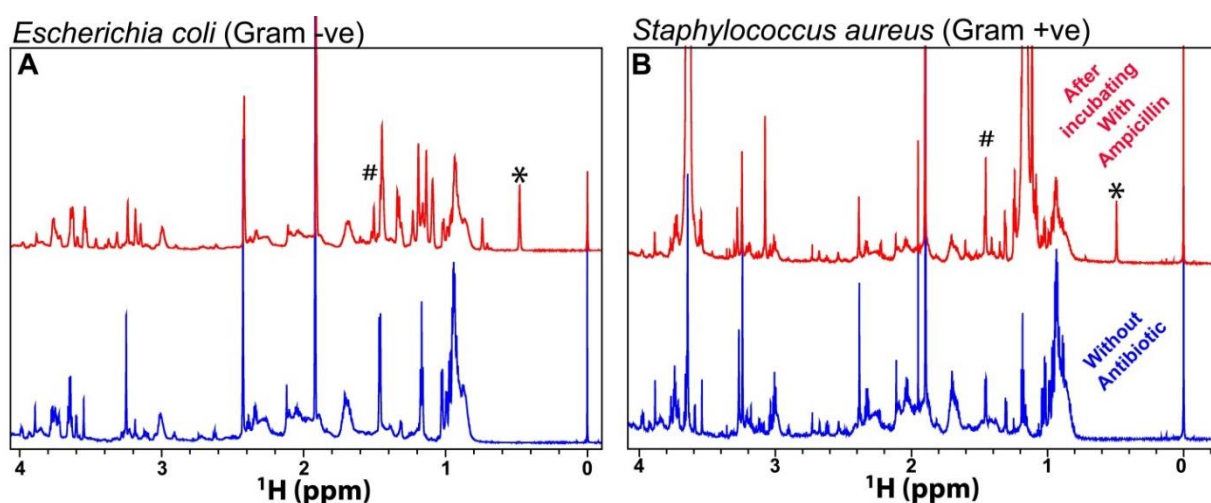 Escherichia coli (Gram -ve)
Staphylococcus aureus (Gram +ve)
A
#
*
4 3 2 1 0
¹H (ppm)
B
After
incubating
With
Ampicillin
#
*
Without
Antibiotic
4 3 2 1 0
¹H (ppm)